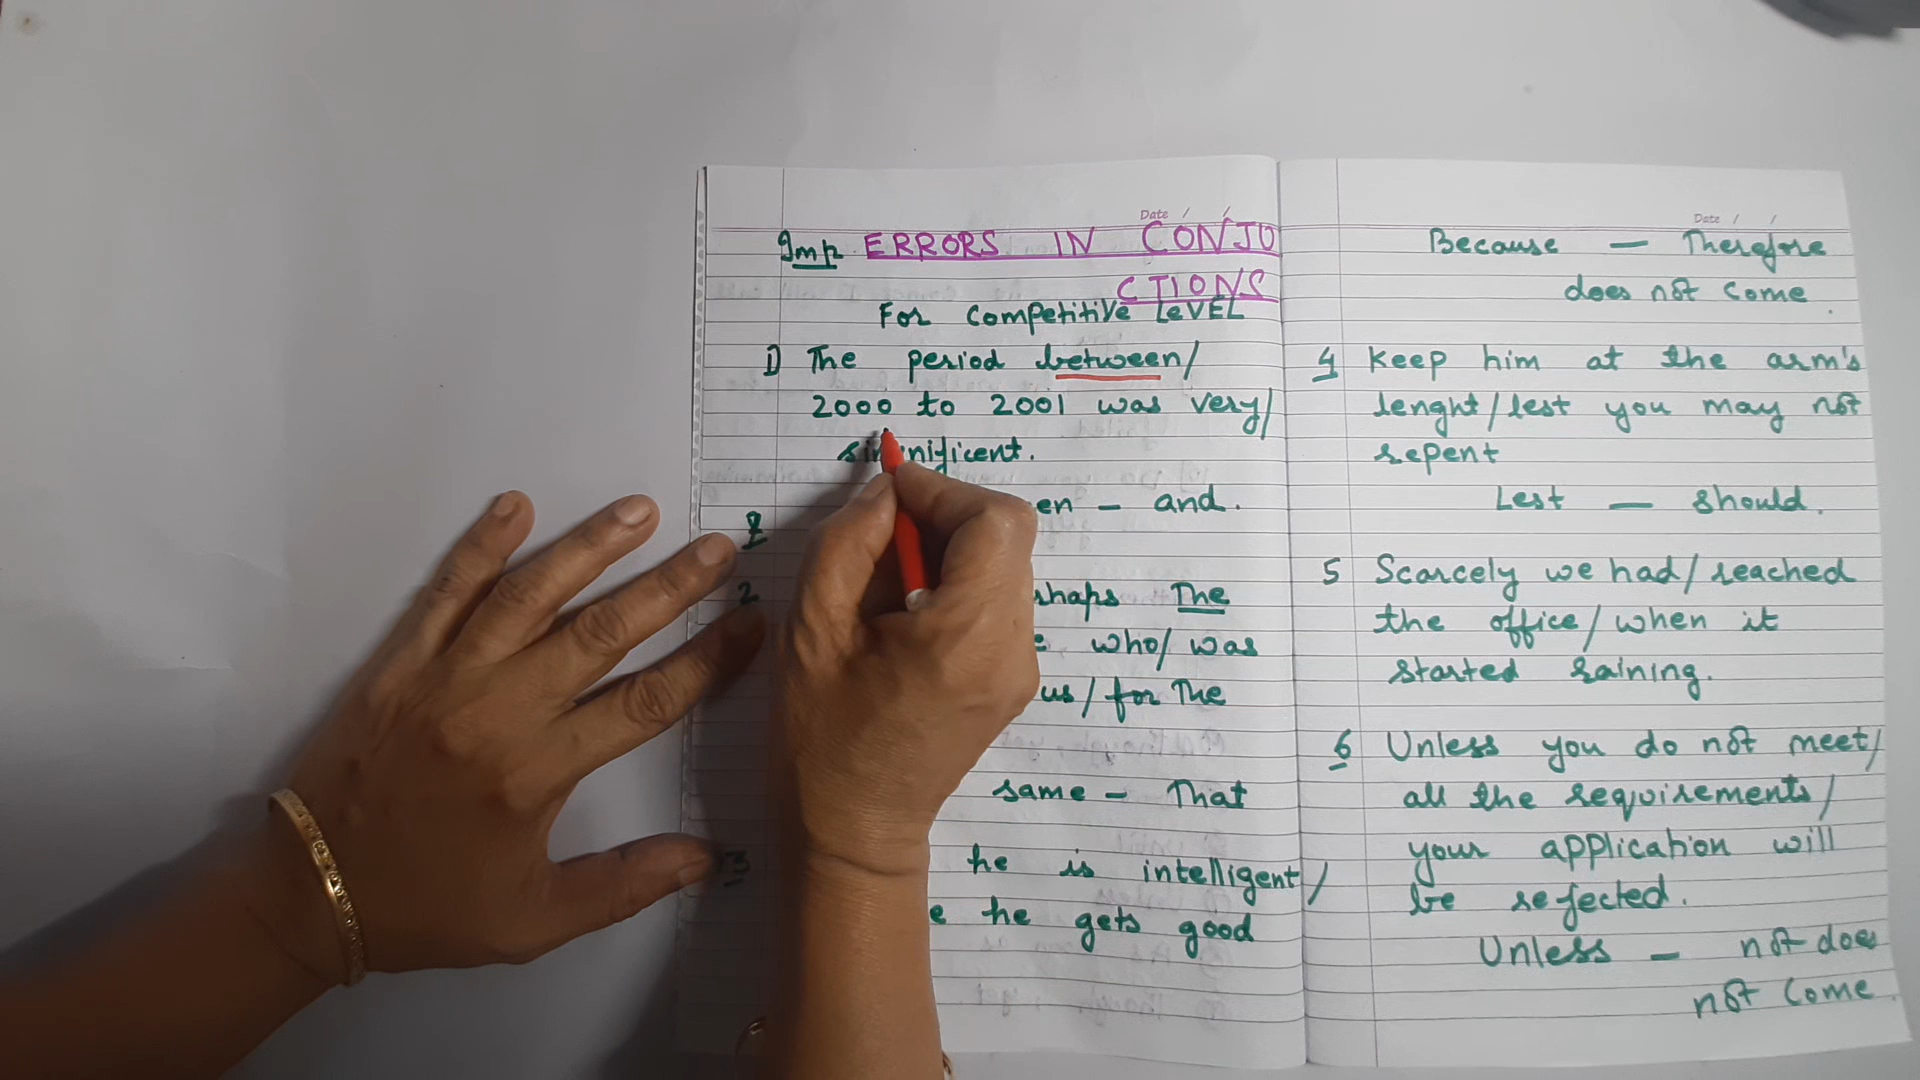 Date / /
Imp ERRORS IN CONJU
CTIONS
For Competitive LeVEL
1) The period between/
2000 to 2001 was very/
en - and.
2
The
who/ was
us/ for The
same - That
3 he is intelligent/
he gets good
Date / /
Because - Therefore
does not come
4 Keep him at the arm's
lenght/lest you may not
repent
Lest - should.
5 Scarcely we had/ reached
the office/ when it
started raining.
6 Unless you do not meet/
all the requirements/
your application will
be rejected.
Unless - not does
not Come.